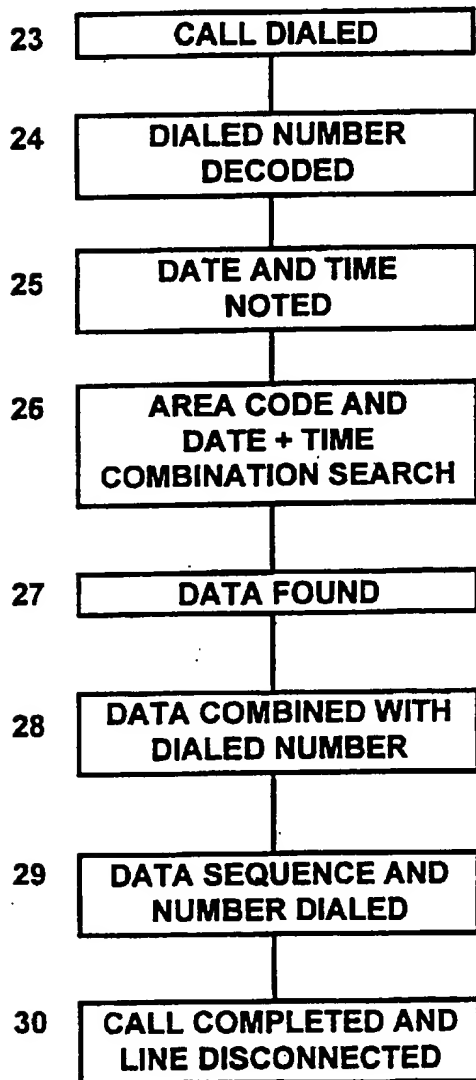 23 CALL DIALED
24 DIALED NUMBER
DECODED
25 DATE AND TIME
NOTED
26 AREA CODE AND
DATE + TIME
COMBINATION SEARCH
27 DATA FOUND
28 DATA COMBINED WITH
DIALED NUMBER
29 DATA SEQUENCE AND
NUMBER DIALED
30 CALL COMPLETED AND
LINE DISCONNECTED